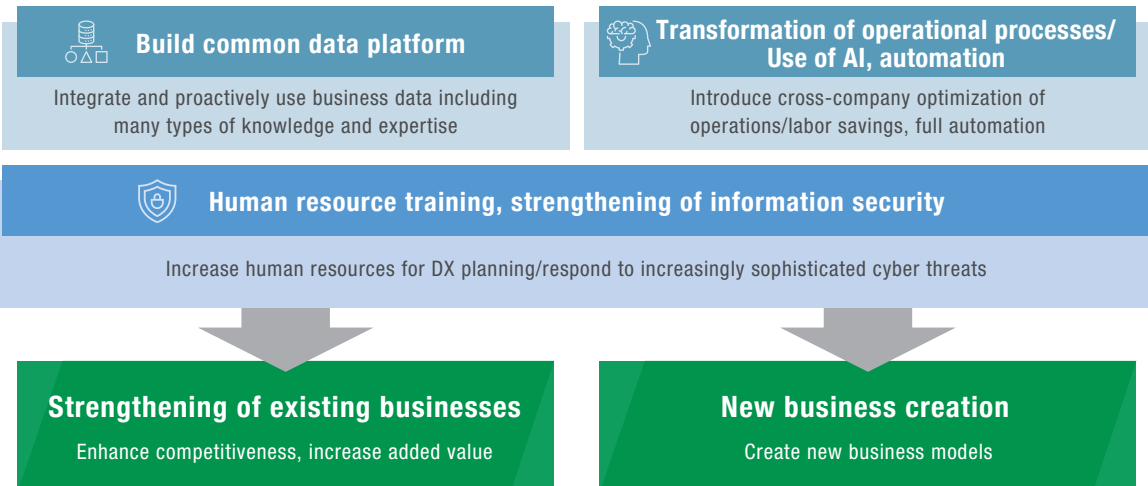 Build common data platform
Integrate and proactively use business data including
many types of knowledge and expertise
Transformation of operational processes/
Use of AI, automation
Introduce cross-company optimization of
operations/labor savings, full automation
Human resource training, strengthening of information security
Increase human resources for DX planning/respond to increasingly sophisticated cyber threats
Strengthening of existing businesses
Enhance competitiveness, increase added value
New business creation
Create new business models